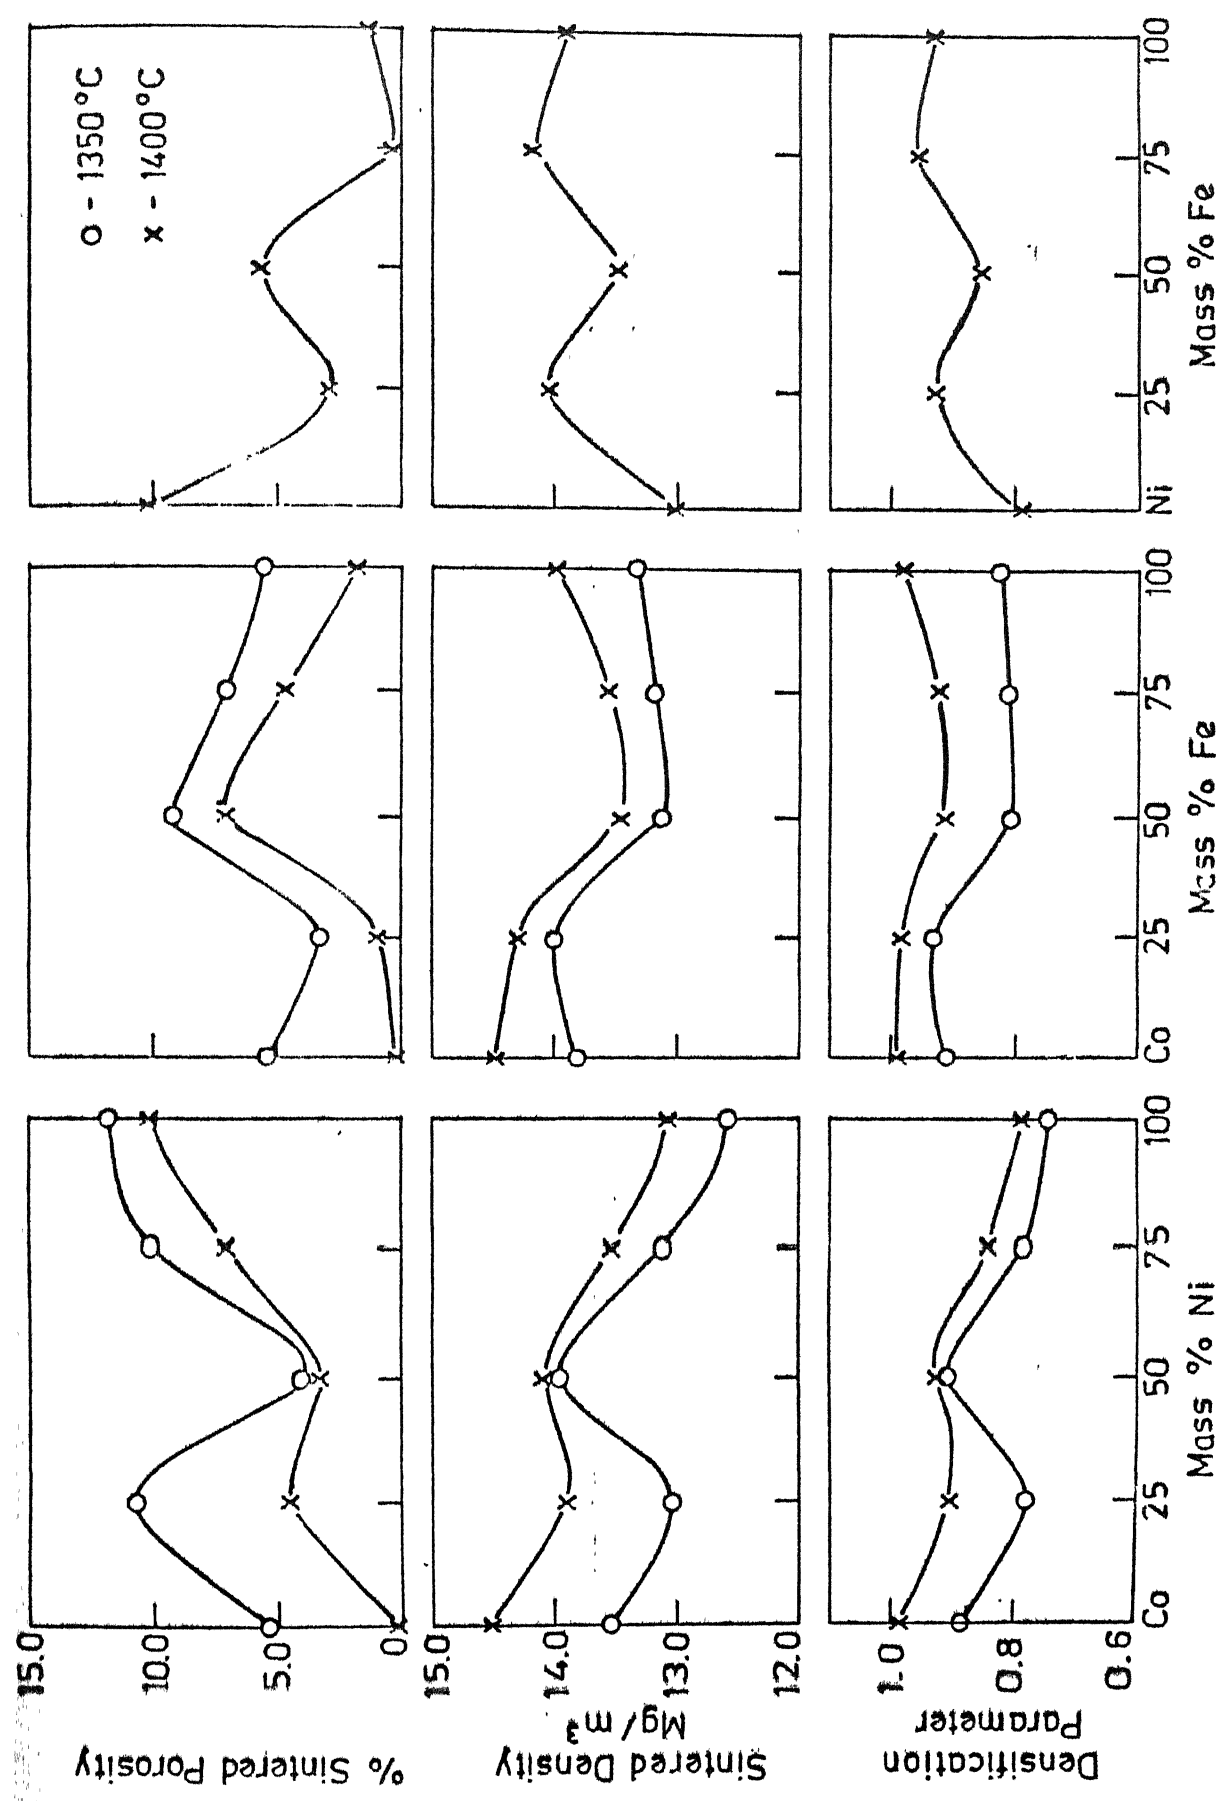 % Sintered Porosity
15.0
10.0
5.0
0.
o - 1350°C
x - 1400°C
Sintered Density
Mg/m³
15.0
14.0
13.0
12.0
Densification
Parameter
1.0
0.8
0.6
Co 25 50 75 100
Mass % Ni
Co 25 50 75 100
Mass % Fe
Ni 25 50 75 100
Mass % Fe